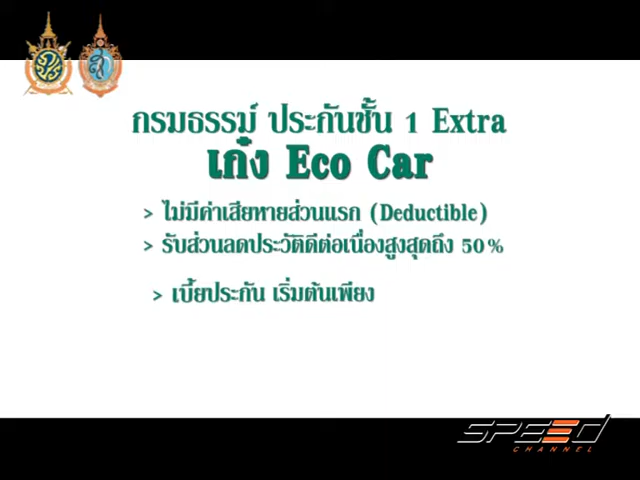 กรมธรรม์ ประกันชั้น 1 Extra
เก๋ง Eco Car
> ไม่มีค่าเสียหายส่วนแรก (Deductible)
> รับส่วนลดประวัติดีต่อเนื่องสูงสุดถึง 50%
> เบี้ยประกัน เริ่มต้นเพียง
SPEED
CHANNEL